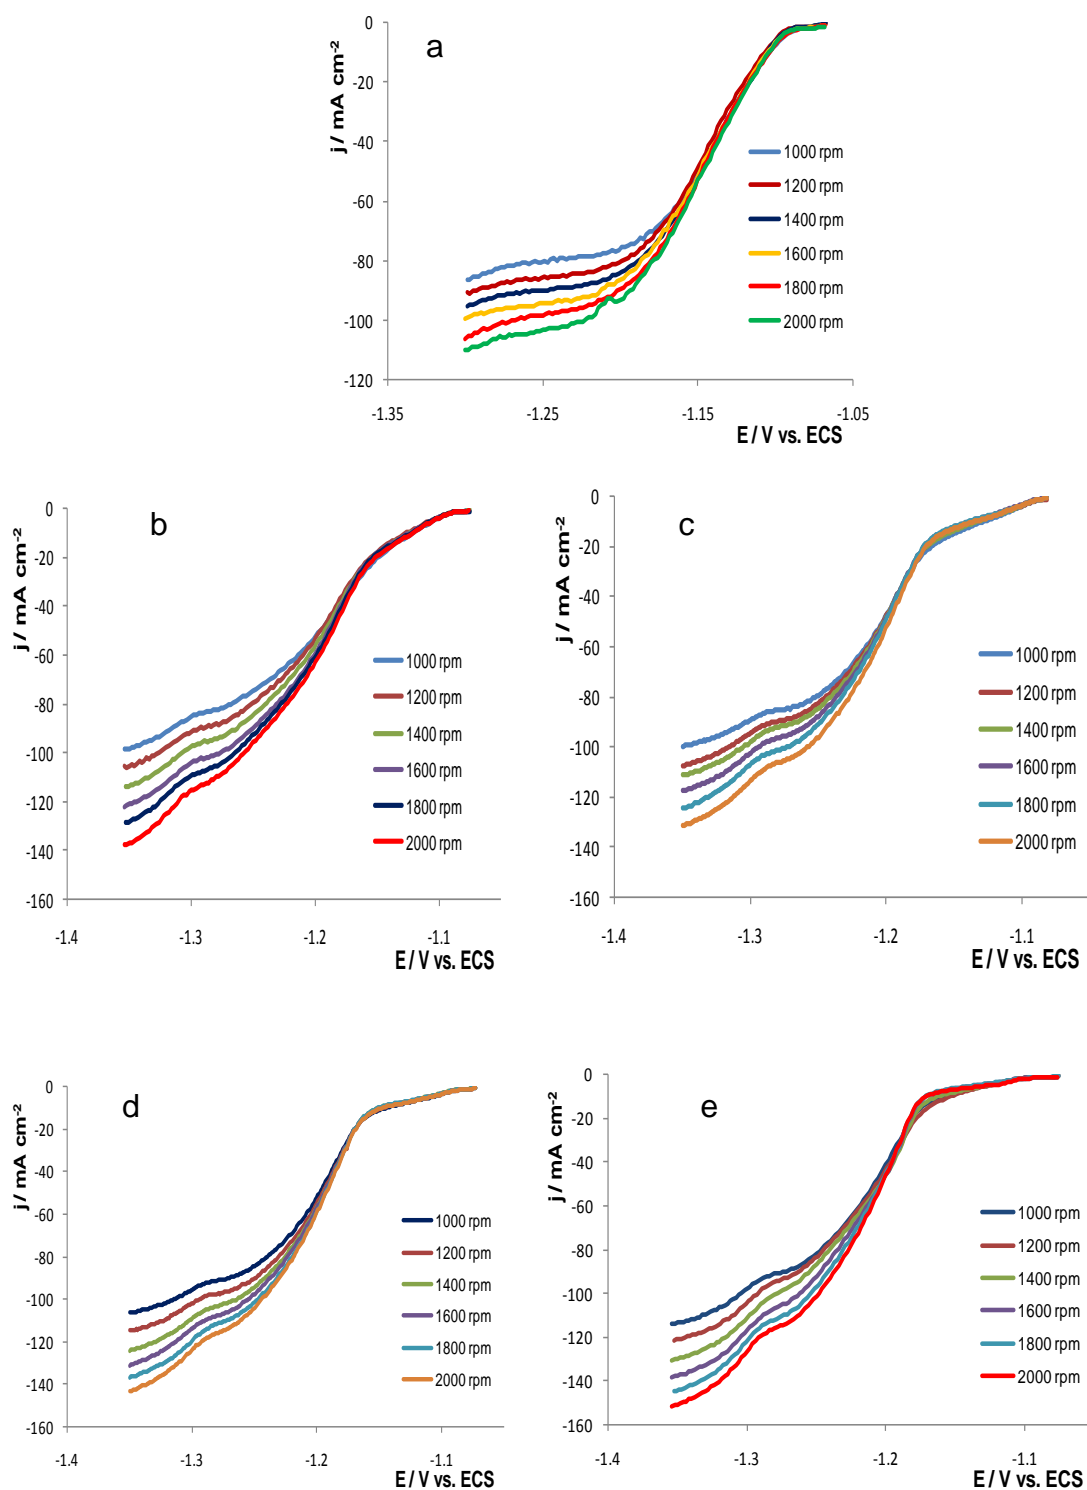 a
j / mA cm-2
0
-20
-40
-60
-80
-100
-120
-1.35
-1.25
-1.15
-1.05
E / V vs. ECS
1000 rpm
1200 rpm
1400 rpm
1600 rpm
1800 rpm
2000 rpm
b
j / mA cm-2
0
-20
-40
-60
-80
-100
-120
-140
-160
-1.4
-1.3
-1.2
-1.1
E / V vs. ECS
1000 rpm
1200 rpm
1400 rpm
1600 rpm
1800 rpm
2000 rpm
c
j / mA cm-2
0
-20
-40
-60
-80
-100
-120
-140
-160
-1.4
-1.3
-1.2
-1.1
E / V vs. ECS
1000 rpm
1200 rpm
1400 rpm
1600 rpm
1800 rpm
2000 rpm
d
j / mA cm-2
0
-20
-40
-60
-80
-100
-120
-140
-160
-1.4
-1.3
-1.2
-1.1
E / V vs. ECS
1000 rpm
1200 rpm
1400 rpm
1600 rpm
1800 rpm
2000 rpm
e
j / mA cm-2
0
-20
-40
-60
-80
-100
-120
-140
-160
-1.4
-1.3
-1.2
-1.1
E / V vs. ECS
1000 rpm
1200 rpm
1400 rpm
1600 rpm
1800 rpm
2000 rpm